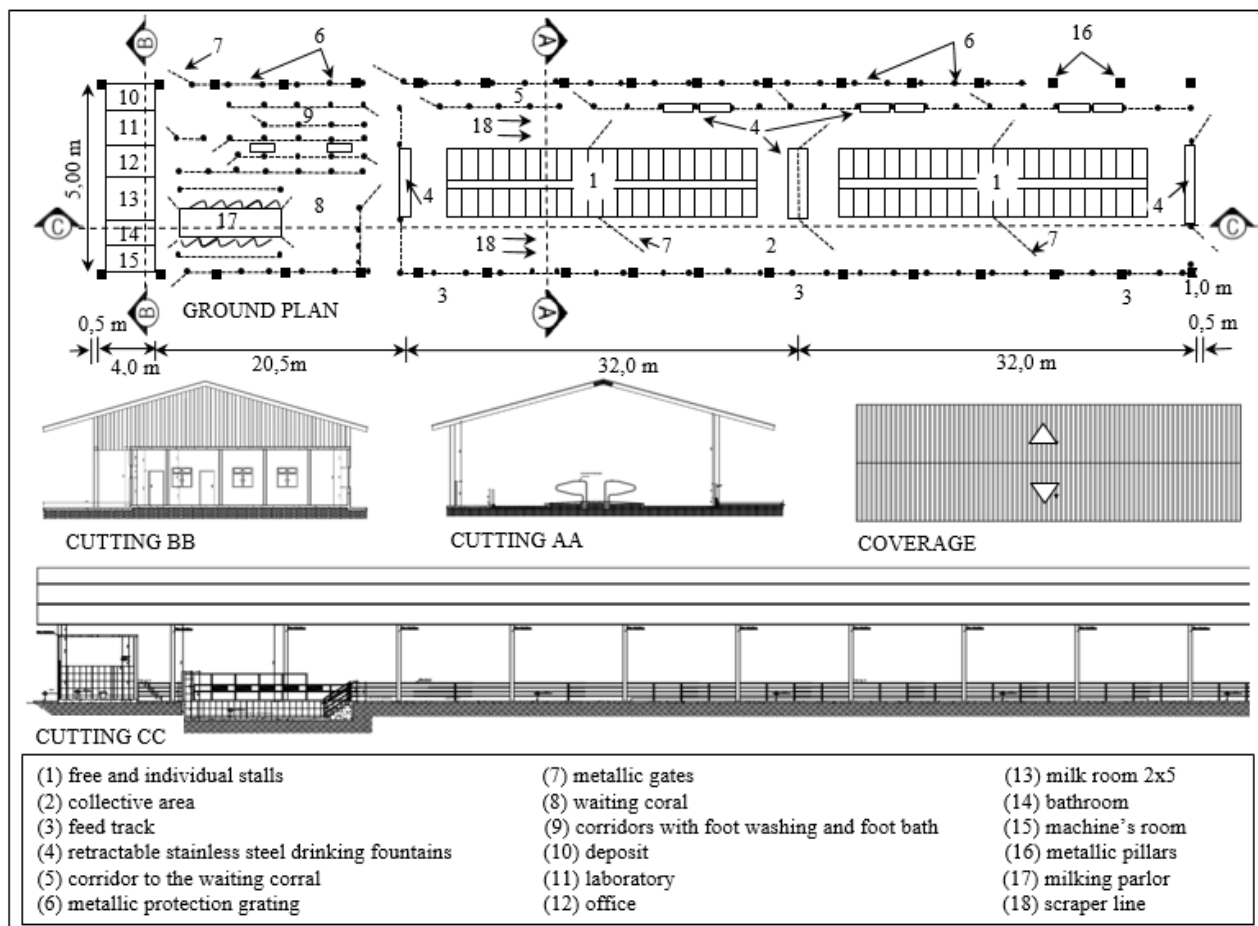 B
7
6
A
6
16
10
5
11
9
18
4
12
5,00 m
1
1
13
8
C
17
4
4
C
14
18
7
2
7
15
3
3
3
1,0 m
B
GROUND PLAN
A
0,5 m
0,5 m
4,0 m
20,5m
32,0 m
32,0 m
CUTTING BB
CUTTING AA
COVERAGE
CUTTING CC
(1) free and individual stalls
(2) collective area
(3) feed track
(4) retractable stainless steel drinking fountains
(5) corridor to the waiting corral
(6) metallic protection grating
(7) metallic gates
(8) waiting coral
(9) corridors with foot washing and foot bath
(10) deposit
(11) laboratory
(12) office
(13) milk room 2x5
(14) bathroom
(15) machine's room
(16) metallic pillars
(17) milking parlor
(18) scraper line